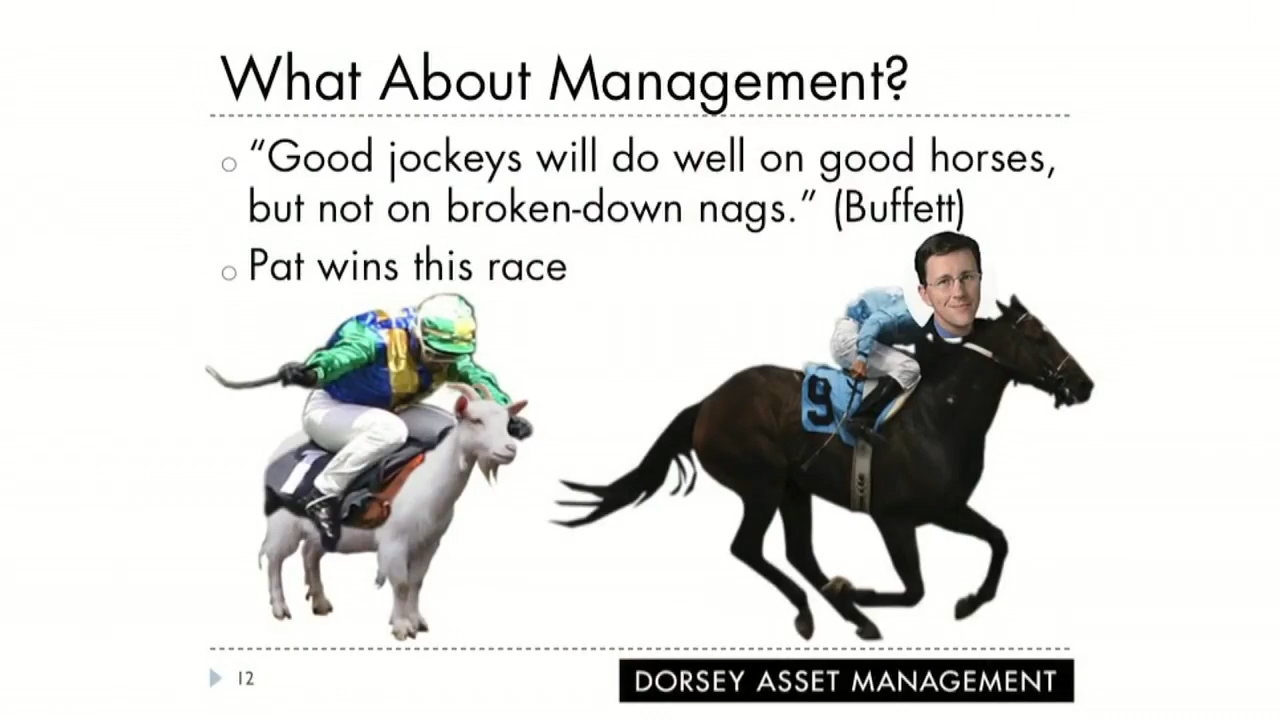 What About Management?
“Good jockeys will do well on good horses,
but not on broken-down nags.” (Buffett)
Pat wins this race
1
9
12
DORSEY ASSET MANAGEMENT